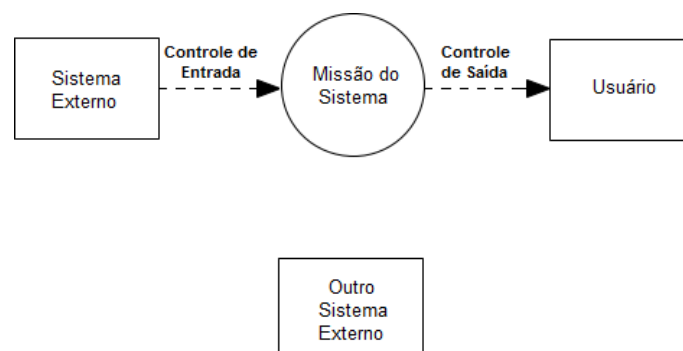 Sistema
Externo
Controle de
Entrada
Missão do
Sistema
Controle
de Saída
Usuário
Outro
Sistema
Externo